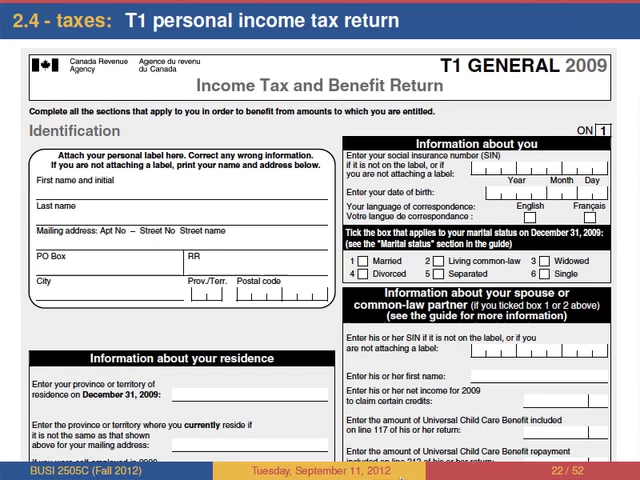 2.4 - taxes: T1 personal income tax return
Canada Revenue Agency
Agence du revenu du Canada
T1 GENERAL 2009
Income Tax and Benefit Return
Complete all the sections that apply to you in order to benefit from amounts to which you are entitled.
Identification
ON 1
Attach your personal label here. Correct any wrong information.
If you are not attaching a label, print your name and address below.
First name and initial
Last name
Mailing address: Apt No – Street No Street name
PO Box RR
City Prov./Terr. Postal code
Information about your residence
Enter your province or territory of
residence on December 31, 2009:
Enter the province or territory where you currently reside if
it is not the same as that shown
above for your mailing address:
Information about you
Enter your social insurance number (SIN)
if it is not on the label, or if
you are not attaching a label:
Year Month Day
Enter your date of birth:
Your language of correspondence: English Français
Votre langue de correspondance :
Tick the box that applies to your marital status on December 31, 2009:
(see the "Marital status" section in the guide)
1 Married 2 Living common-law 3 Widowed
4 Divorced 5 Separated 6 Single
Information about your spouse or
common-law partner (if you ticked box 1 or 2 above)
(see the guide for more information)
Enter his or her SIN if it is not on the label, or if you
are not attaching a label:
Enter his or her first name:
Enter his or her net income for 2009
to claim certain credits:
Enter the amount of Universal Child Care Benefit included
on line 117 of his or her return:
Enter the amount of Universal Child Care Benefit repayment
BUSI 2505C (Fall 2012) Tuesday, September 11, 2012 22 / 52